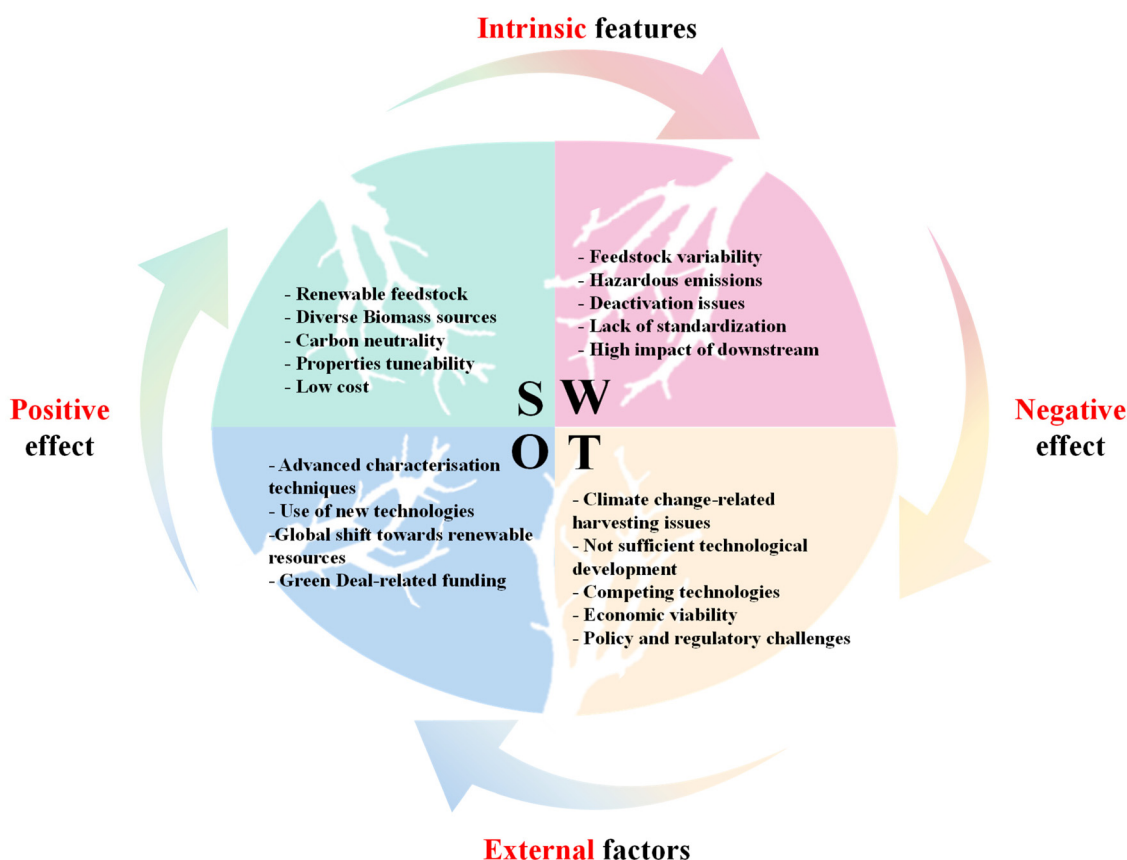 Intrinsic features
- Renewable feedstock
- Diverse Biomass sources
- Carbon neutrality
- Properties tuneability
- Low cost
- Feedstock variability
- Hazardous emissions
- Deactivation issues
- Lack of standardization
- High impact of downstream
S W
O T
Positive
effect
Negative
effect
- Advanced characterisation
techniques
- Use of new technologies
-Global shift towards renewable
resources
- Green Deal-related funding
- Climate change-related
harvesting issues
- Not sufficient technological
development
- Competing technologies
- Economic viability
- Policy and regulatory challenges
External factors